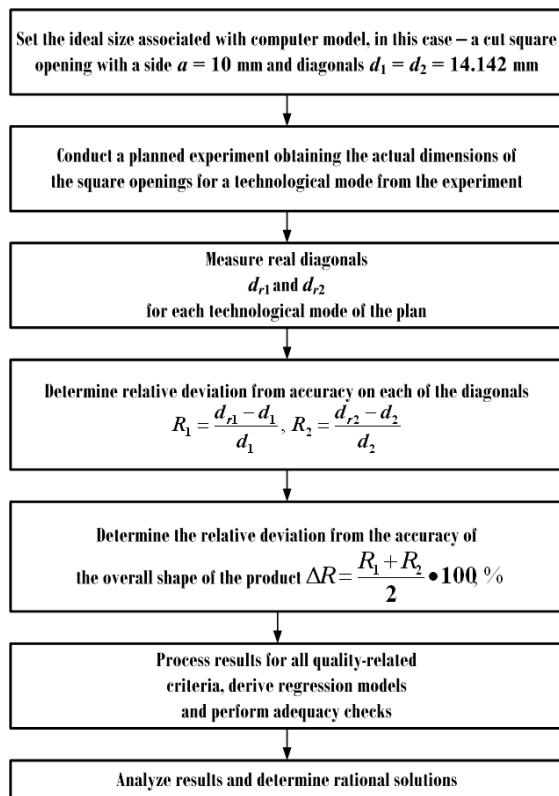 Set the ideal size associated with computer model, in this case – a cut square
opening with a side a = 10 mm and diagonals d₁ = d₂ = 14.142 mm
Conduct a planned experiment obtaining the actual dimensions of
the square openings for a technological mode from the experiment
Measure real diagonals
dᵣ₁ and dᵣ₂
for each technological mode of the plan
Determine relative deviation from accuracy on each of the diagonals
R₁ = (dᵣ₁ − d₁)/d₁, R₂ = (dᵣ₂ − d₂)/d₂
Determine the relative deviation from the accuracy of
the overall shape of the product ΔR = (R₁ + R₂)/2 • 100, %
Process results for all quality-related
criteria, derive regression models
and perform adequacy checks
Analyze results and determine rational solutions